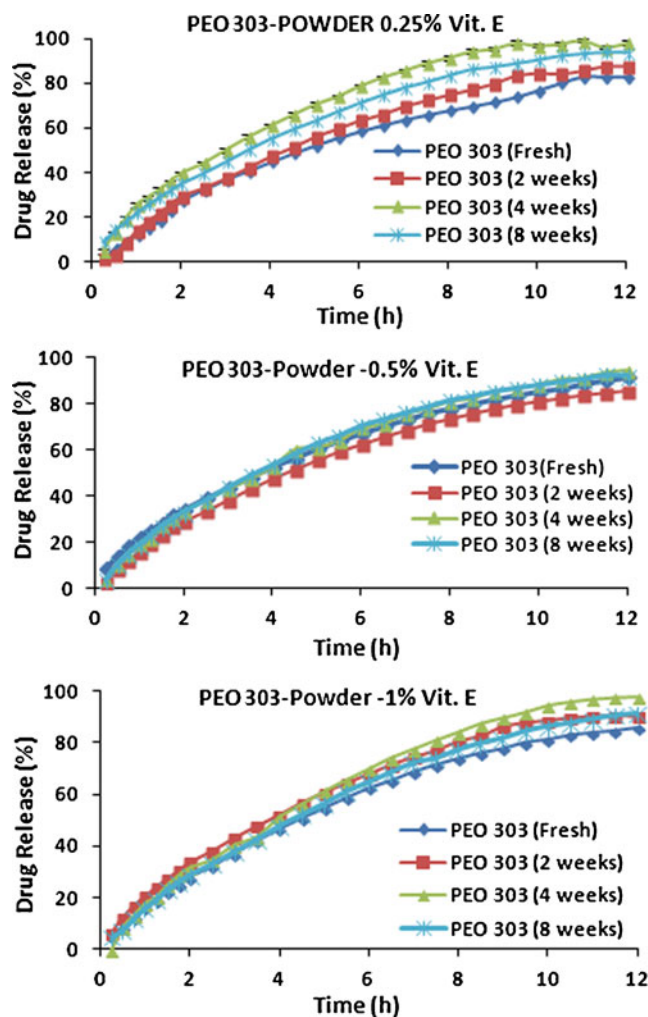 PEO 303-POWDER 0.25% Vit. E
Drug Release (%)
100
80
60
40
20
0
PEO 303 (Fresh)
PEO 303 (2 weeks)
PEO 303 (4 weeks)
PEO 303 (8 weeks)
0 2 4 6 8 10 12
Time (h)
PEO 303-Powder -0.5% Vit. E
Drug Release (%)
100
80
60
40
20
0
PEO 303(Fresh)
PEO 303 (2 weeks)
PEO 303 (4 weeks)
PEO 303 (8 weeks)
0 2 4 6 8 10 12
Time (h)
PEO 303-Powder -1% Vit. E
Drug Release (%)
100
80
60
40
20
0
PEO 303 (Fresh)
PEO 303 (2 weeks)
PEO 303 (4 weeks)
PEO 303 (8 weeks)
0 2 4 6 8 10 12
Time (h)